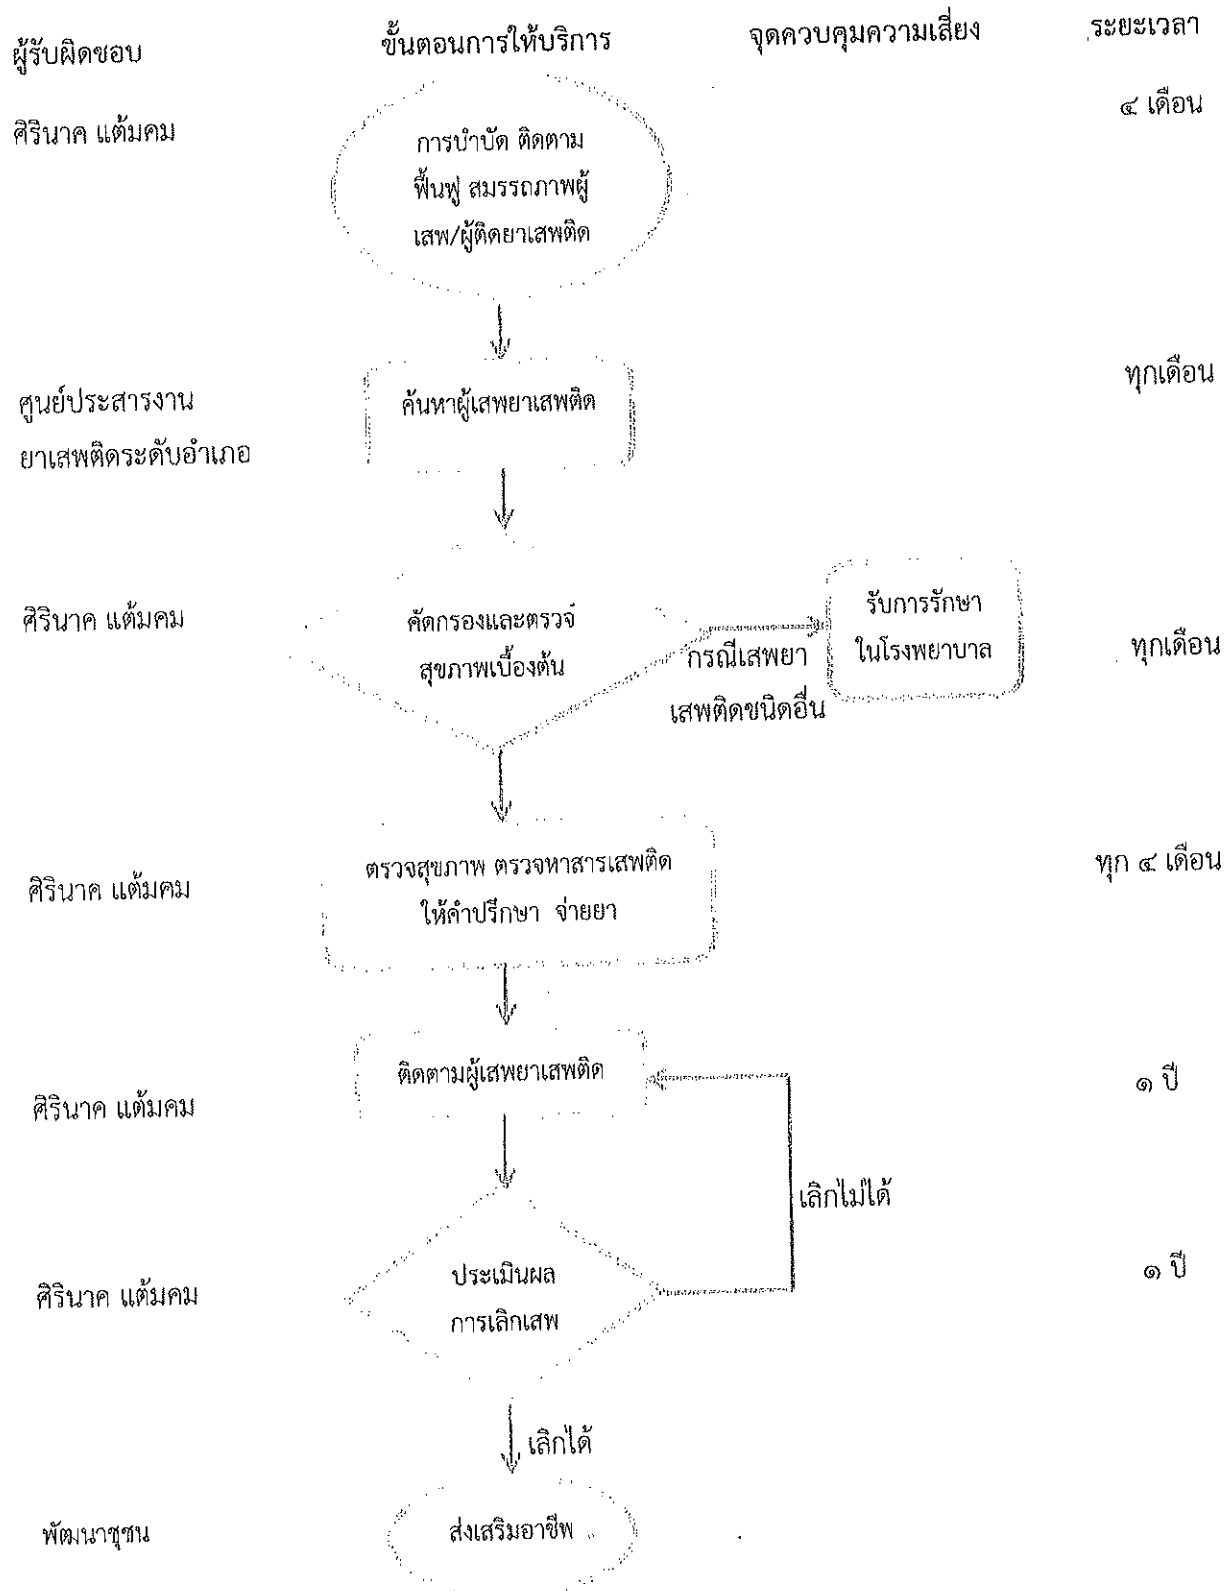 ผู้รับผิดชอบ ขั้นตอนการให้บริการ จุดควบคุมความเสี่ยง ระยะเวลา
ศิรินาค แต้มคม
การบำบัด ติดตาม
ฟื้นฟู สมรรถภาพผู้
เสพ/ผู้ติดยาเสพติด
๔ เดือน
ศูนย์ประสารงาน
ยาเสพติดระดับอำเภอ
ค้นหาผู้เสพยาเสพติด
ทุกเดือน
ศิรินาค แต้มคม
คัดกรองและตรวจ
สุขภาพเบื้องต้น
กรณีเสพยา
เสพติดชนิดอื่น
รับการรักษา
ในโรงพยาบาล
ทุกเดือน
ศิรินาค แต้มคม
ตรวจสุขภาพ ตรวจหาสารเสพติด
ให้คำปรึกษา จ่ายยา
ทุก ๔ เดือน
ศิรินาค แต้มคม
ติดตามผู้เสพยาเสพติด
๑ ปี
เลิกไม่ได้
ศิรินาค แต้มคม
ประเมินผล
การเลิกเสพ
๑ ปี
เลิกได้
พัฒนาชุชน
ส่งเสริมอาชีพ